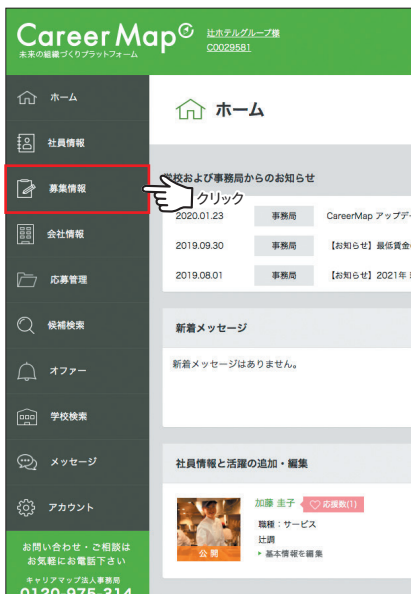 Career Map
未来の組織づくりプラットフォーム
辻ホテルグループ様
C0029581
ホーム
社員情報
募集情報
会社情報
応募管理
候補検索
オファー
学校検索
メッセージ
アカウント
お問い合わせ・ご相談は
お気軽にお電話下さい
キャリアマップ法人事務局
0120-975-314
ホーム
学校および事務局からのお知らせ
クリック
2020.01.23 事務局 CareerMap アップデ
2019.09.30 事務局 【お知らせ】最低賃金
2019.08.01 事務局 【お知らせ】2021年
新着メッセージ
新着メッセージはありません。
社員情報と活躍の追加・編集
公開
加藤 圭子 応援数(1)
職種：サービス
辻調
基本情報を編集